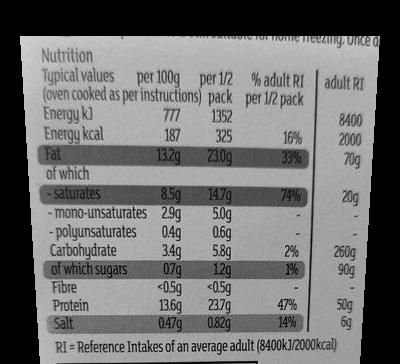 suitable for home freezing. Once d
Nutrition
Typical values per 100g per 1/2 % adult RI adult RI
(oven cooked as per instructions) pack per 1/2 pack
Energy kJ 777 1352 8400
Energy kcal 187 325 16% 2000
Fat 13.2g 23.0g 33% 70g
of which
- saturates 8.5g 14.7g 74% 20g
- mono-unsaturates 2.9g 5.0g -
- polyunsaturates 0.4g 0.6g - -
Carbohydrate 3.4g 5.8g 2% 260g
of which sugars 0.7g 1.2g 1% 90g
Fibre <0.5g <0.5g - -
Protein 13.6g 23.7g 47% 50g
Salt 0.47g 0.82g 14% 6g
RI = Reference Intakes of an average adult (8400kJ/2000kcal)